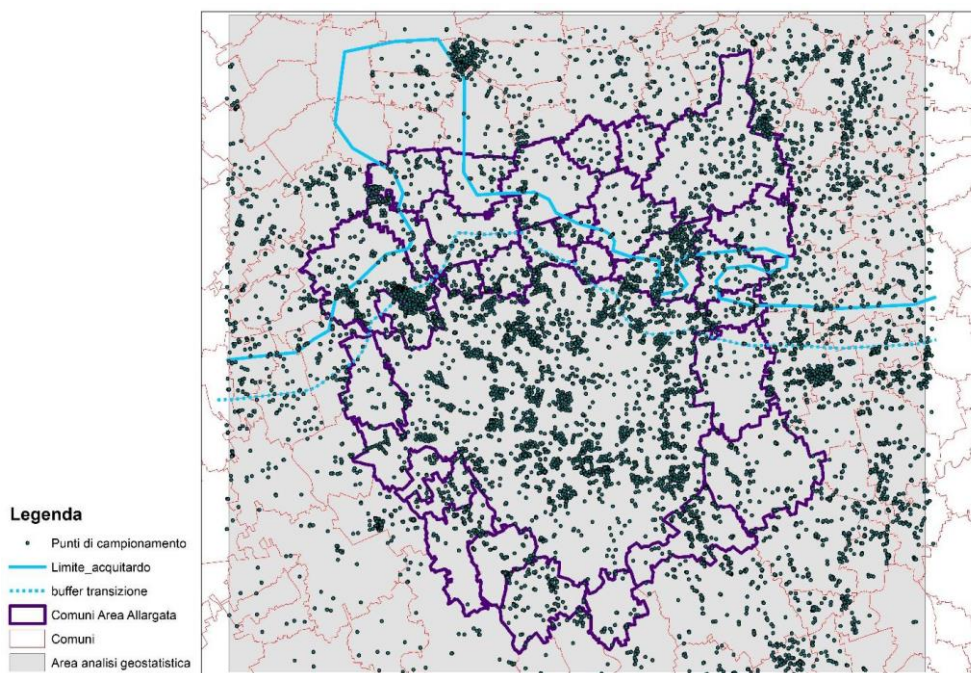 Legenda
Punti di campionamento
Limite_acquitardo
buffer transizione
Comuni Area Allargata
Comuni
Area analisi geostatistica